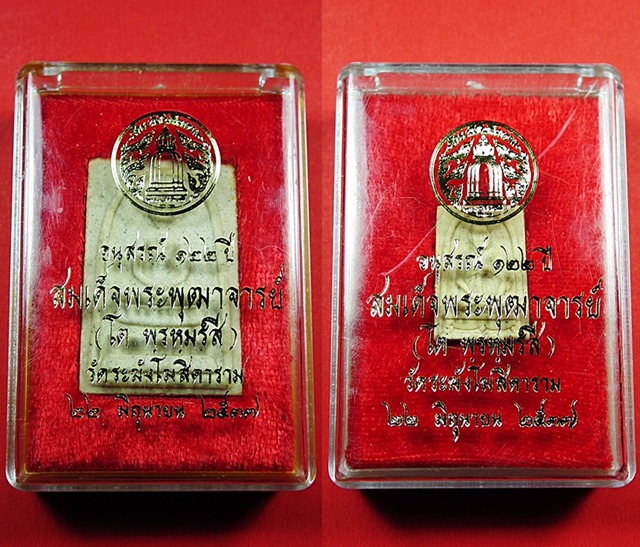 อนุสรณ์ ๑๒๒ ปี
สมเด็จพระพุฒาจารย์
(โต พรหมรังสี)
วัดระฆังโฆสิตาราม
๒๒ มิถุนายน ๒๕๓๗
อนุสรณ์ ๑๒๒ ปี
สมเด็จพระพุฒาจารย์
(โต พรหมรังสี)
วัดระฆังโฆสิตาราม
๒๒ มิถุนายน ๒๕๓๗